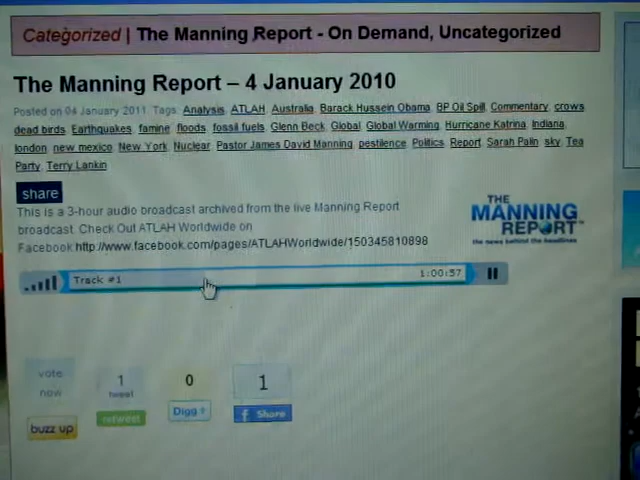 Categorized | The Manning Report - On Demand, Uncategorized
The Manning Report – 4 January 2010
Posted on 04 January 2011. Tags: Analysis, ATLAH, Australia, Barack Hussein Obama, BP Oil Spill, Commentary, crows
dead birds, Earthquakes, famine, floods, fossil fuels, Glenn Beck, Global, Global Warming, Hurricane Katrina, Indiana,
london, new mexico, New York, Nuclear, Pastor James David Manning, pestilence, Politics, Report, Sarah Palin, sky, Tea
Party, Terry Lankin
share
This is a 3-hour audio broadcast archived from the live Manning Report
broadcast. Check Out ATLAH Worldwide on
Facebook http://www.facebook.com/pages/ATLAHWorldwide/150345810898
THE
MANNING
REPORT
the news behind the headlines
Track #1 1:00:57
vote
now
buzz up
1
tweet
retweet
0
Digg
1
f Share